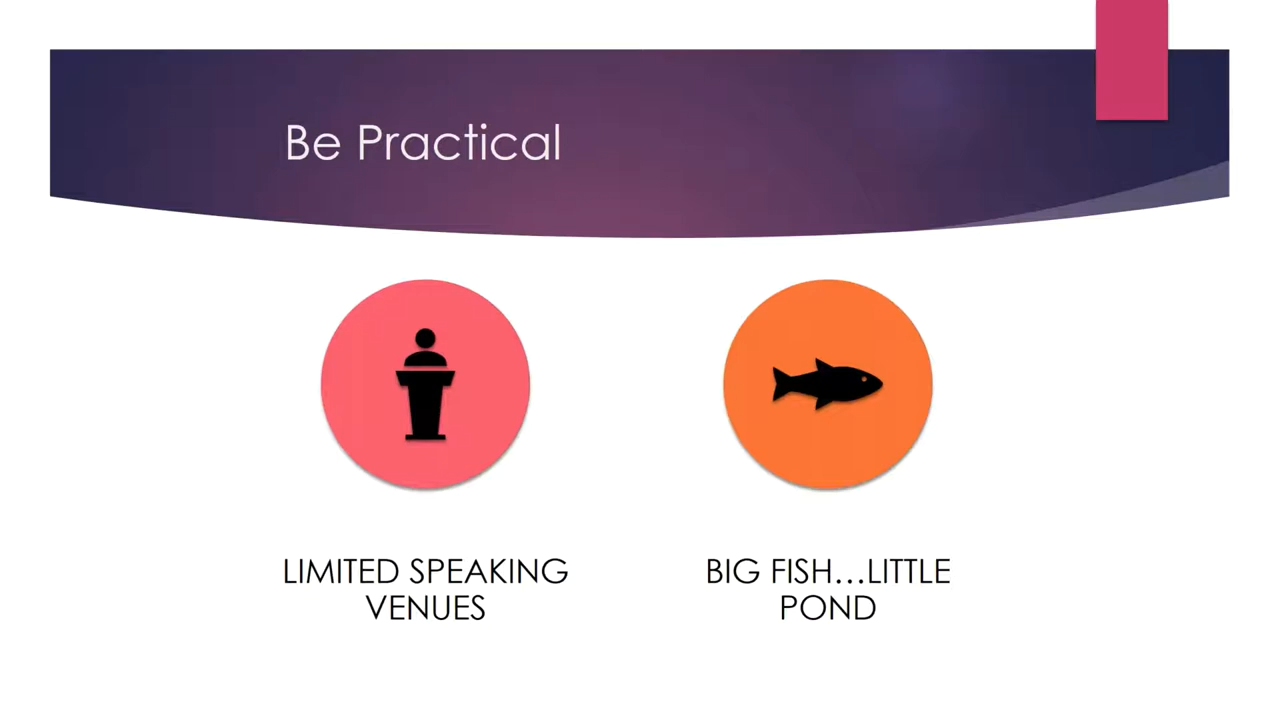 Be Practical
LIMITED SPEAKING
VENUES
BIG FISH...LITTLE
POND